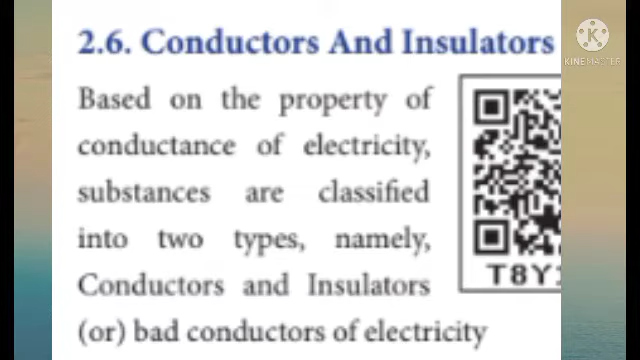 2.6. Conductors And Insulators
KINEMASTER
Based on the property of
conductance of electricity,
substances are classified
into two types, namely,
Conductors and Insulators
(or) bad conductors of electricity
T8Y